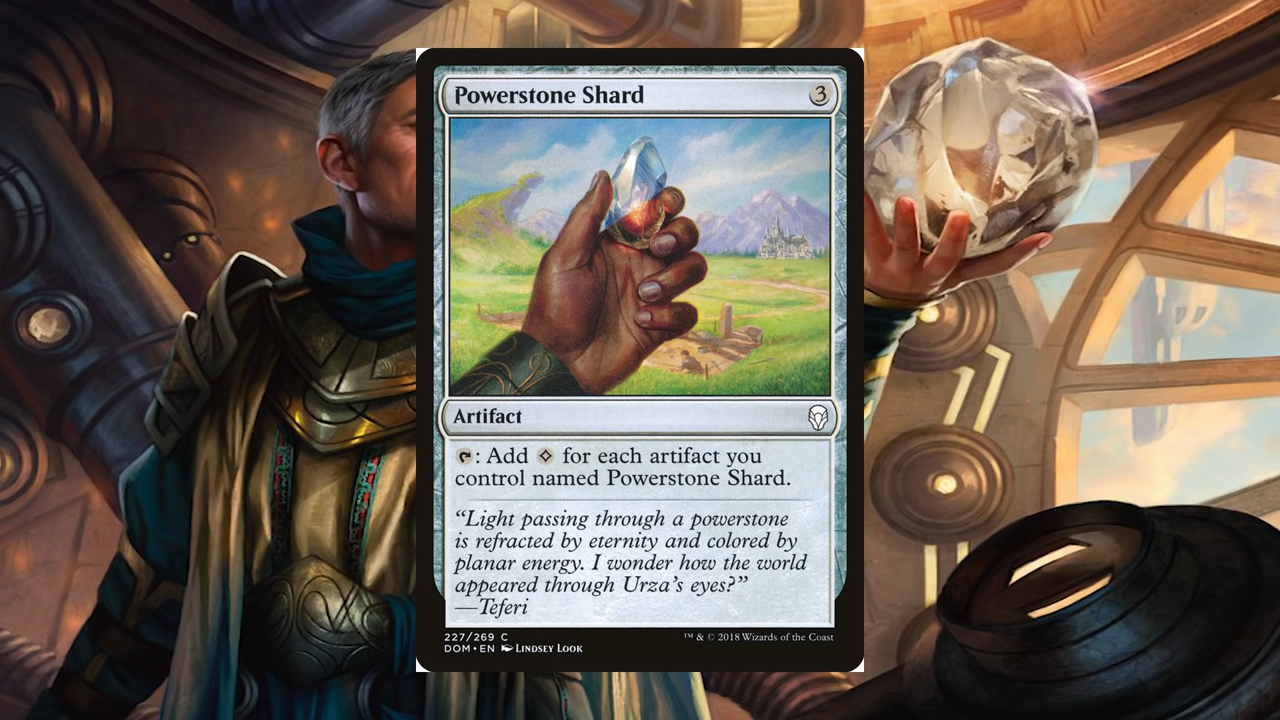 Powerstone Shard 3
Artifact
: Add for each artifact you
control named Powerstone Shard.
“Light passing through a powerstone
is refracted by eternity and colored by
planar energy. I wonder how the world
appeared through Urza’s eyes?”
—Teferi
227/269 C
DOM • EN LINDSEY LOOK
™ & © 2018 Wizards of the Coast